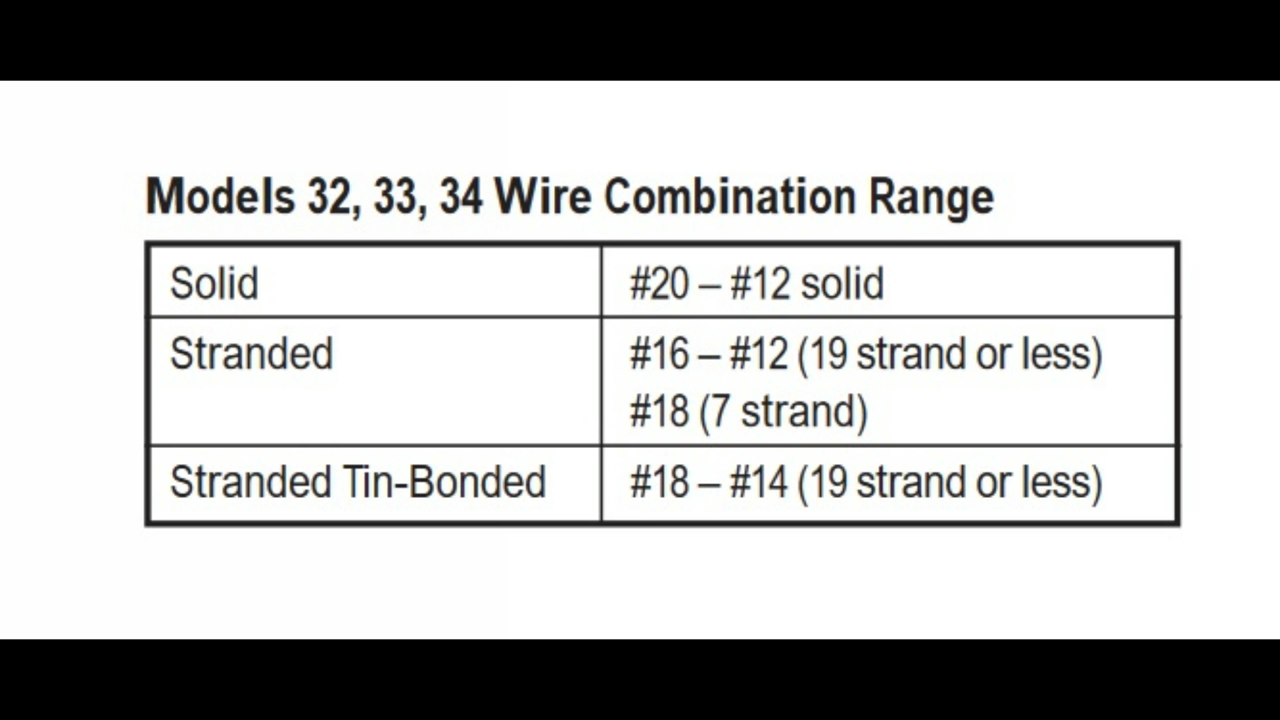 Models 32, 33, 34 Wire Combination Range
Solid
#20 – #12 solid
Stranded
#16 – #12 (19 strand or less)
#18 (7 strand)
Stranded Tin-Bonded
#18 – #14 (19 strand or less)